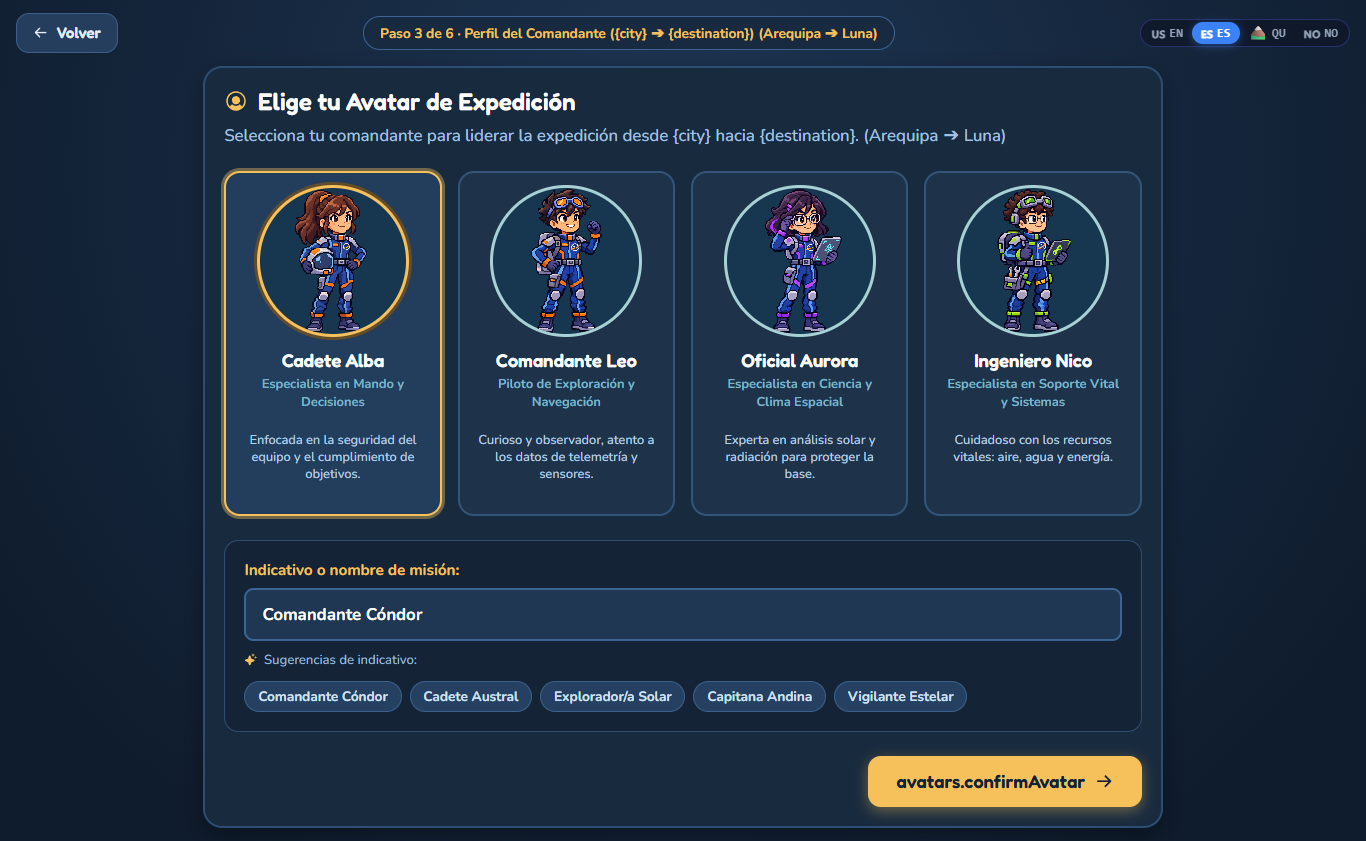 ← Volver
Paso 3 de 6 · Perfil del Comandante ({city} ➔ {destination}) (Arequipa ➔ Luna)
US EN
ES ES
QU
NO NO
Elige tu Avatar de Expedición
Selecciona tu comandante para liderar la expedición desde {city} hacia {destination}. (Arequipa ➔ Luna)
Cadete Alba
Especialista en Mando y
Decisiones
Enfocada en la seguridad del
equipo y el cumplimiento de
objetivos.
Comandante Leo
Piloto de Exploración y
Navegación
Curioso y observador, atento a
los datos de telemetría y
sensores.
Oficial Aurora
Especialista en Ciencia y
Clima Espacial
Experta en análisis solar y
radiación para proteger la
base.
Ingeniero Nico
Especialista en Soporte Vital
y Sistemas
Cuidadoso con los recursos
vitales: aire, agua y energía.
Indicativo o nombre de misión:
Comandante Cóndor
Sugerencias de indicativo:
Comandante Cóndor
Cadete Austral
Explorador/a Solar
Capitana Andina
Vigilante Estelar
avatars.confirmAvatar →